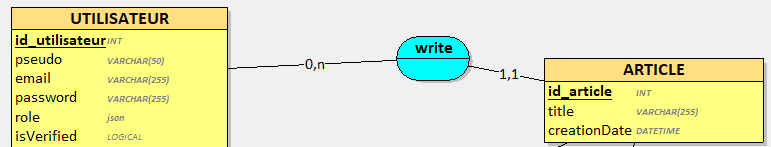 UTILISATEUR
id_utilisateur INT
pseudo VARCHAR(50)
email VARCHAR(255)
password VARCHAR(255)
role json
isVerified LOGICAL
0,n
write
1,1
ARTICLE
id_article INT
title VARCHAR(255)
creationDate DATETIME